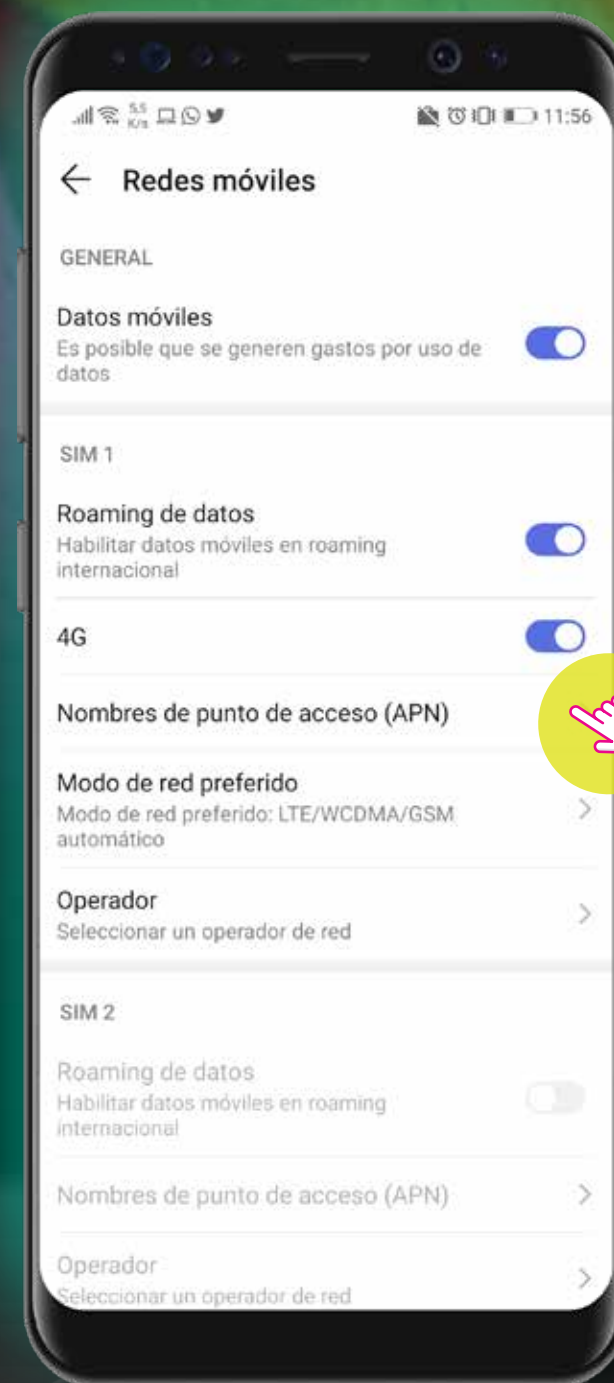 5,5
K/s
11:56
Redes móviles
GENERAL
Datos móviles
Es posible que se generen gastos por uso de
datos
SIM 1
Roaming de datos
Habilitar datos móviles en roaming
internacional
4G
Nombres de punto de acceso (APN)
Modo de red preferido
Modo de red preferido: LTE/WCDMA/GSM
automático
Operador
Seleccionar un operador de red
SIM 2
Roaming de datos
Habilitar datos móviles en roaming
internacional
Nombres de punto de acceso (APN)
Operador
Seleccionar un operador de red